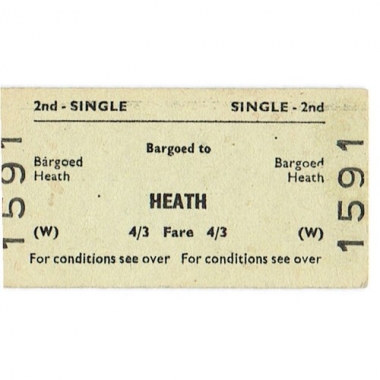 2nd - SINGLE SINGLE - 2nd
Bargoed to
Bargoed Bargoed
Heath Heath
HEATH
(W) 4/3 Fare 4/3 (W)
For conditions see over For conditions see over
1591
1591